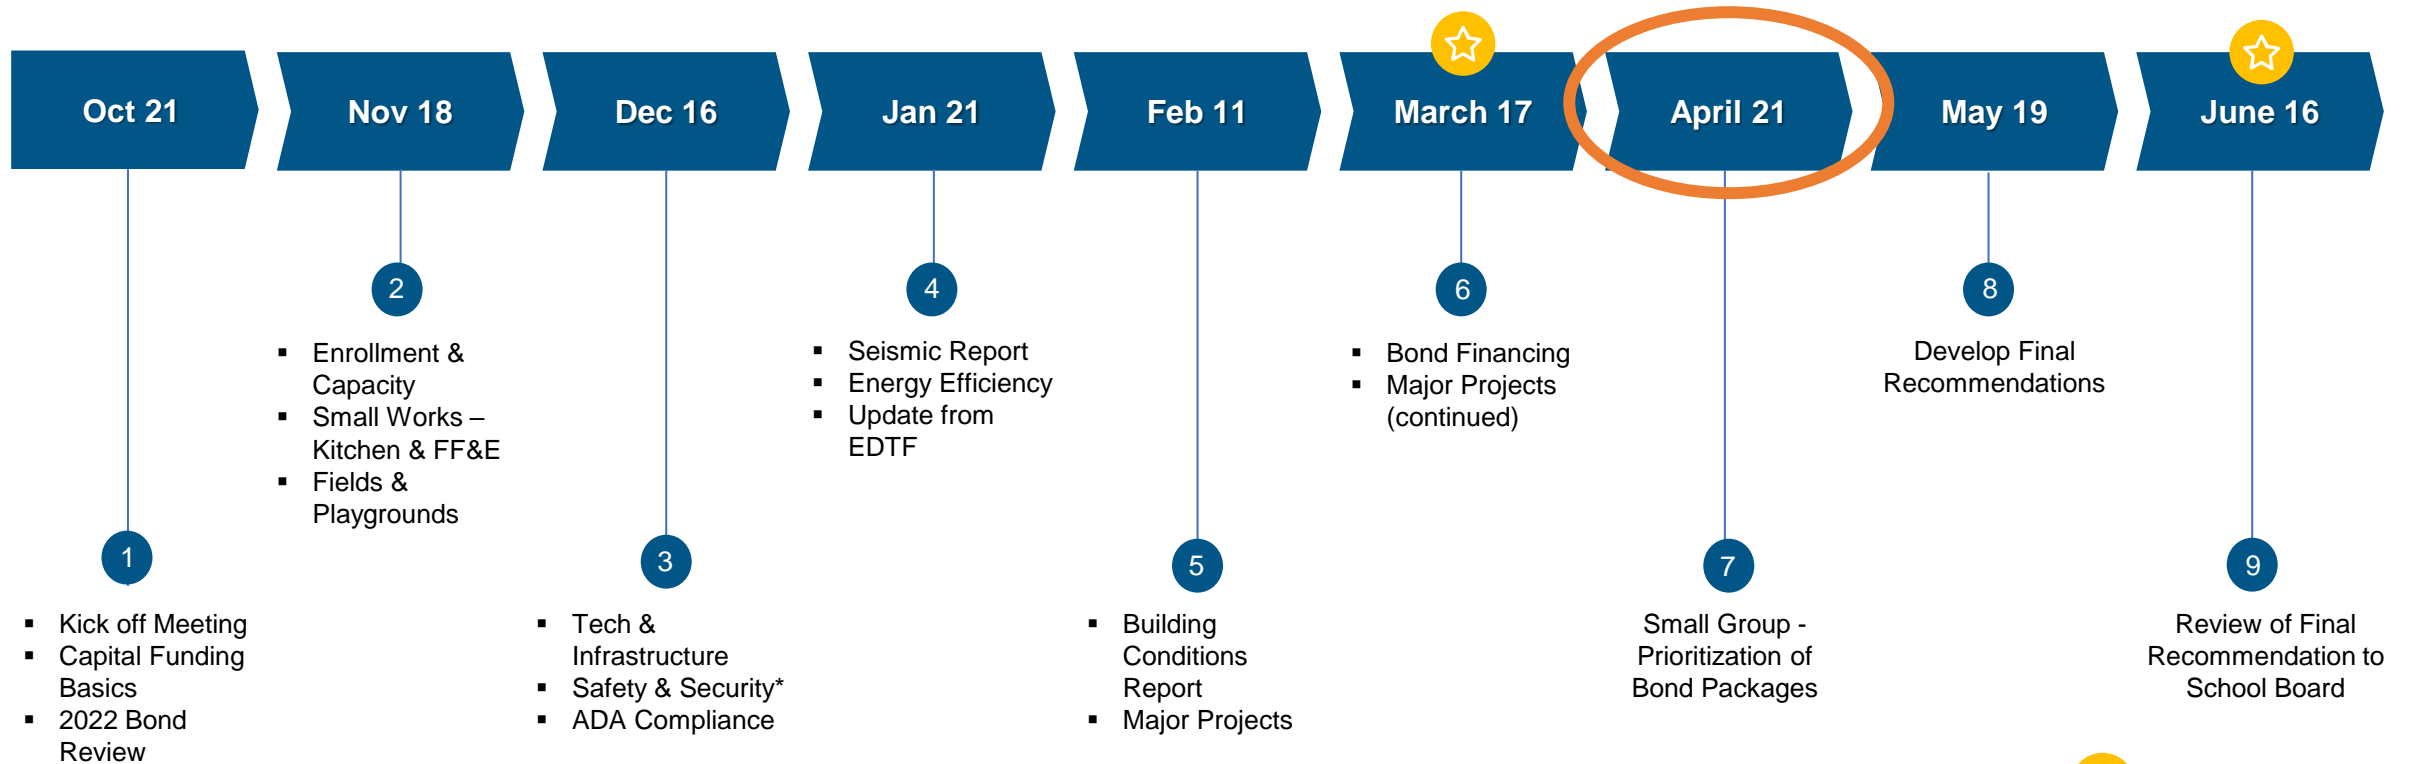 Oct 21
Nov 18
Dec 16
Jan 21
Feb 11
March 17
April 21
May 19
June 16
1
▪ Kick off Meeting
▪ Capital Funding
Basics
▪ 2022 Bond
Review
2
▪ Enrollment &
Capacity
▪ Small Works –
Kitchen & FF&E
▪ Fields &
Playgrounds
3
▪ Tech &
Infrastructure
▪ Safety & Security*
▪ ADA Compliance
4
▪ Seismic Report
▪ Energy Efficiency
▪ Update from
EDTF
5
▪ Building
Conditions
Report
▪ Major Projects
6
▪ Bond Financing
▪ Major Projects
(continued)
7
Small Group -
Prioritization of
Bond Packages
8
Develop Final
Recommendations
9
Review of Final
Recommendation to
School Board